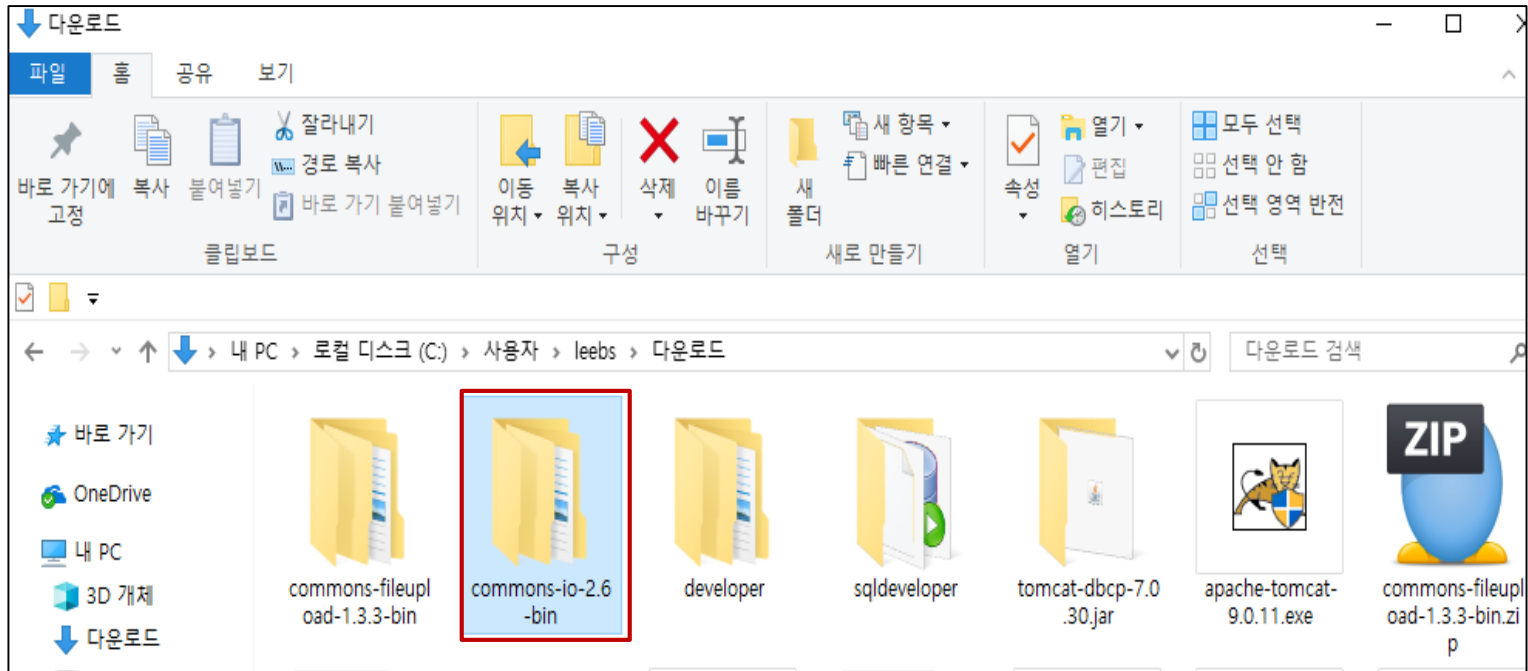 다운로드
파일 홈 공유 보기
잘라내기
경로 복사
바로 가기 붙여넣기
바로 가기에
고정
복사
붙여넣기
클립보드
이동
위치
복사
위치
삭제
이름
바꾸기
구성
새
폴더
새 항목
빠른 연결
새로 만들기
속성
열기
편집
히스토리
열기
모두 선택
선택 안 함
선택 영역 반전
선택
내 PC › 로컬 디스크 (C:) › 사용자 › leebs › 다운로드
다운로드 검색
바로 가기
OneDrive
내 PC
3D 개체
다운로드
commons-fileupl
oad-1.3.3-bin
commons-io-2.6
-bin
developer
sqldeveloper
tomcat-dbcp-7.0
.30.jar
apache-tomcat-
9.0.11.exe
ZIP
commons-fileupl
oad-1.3.3-bin.zi
p